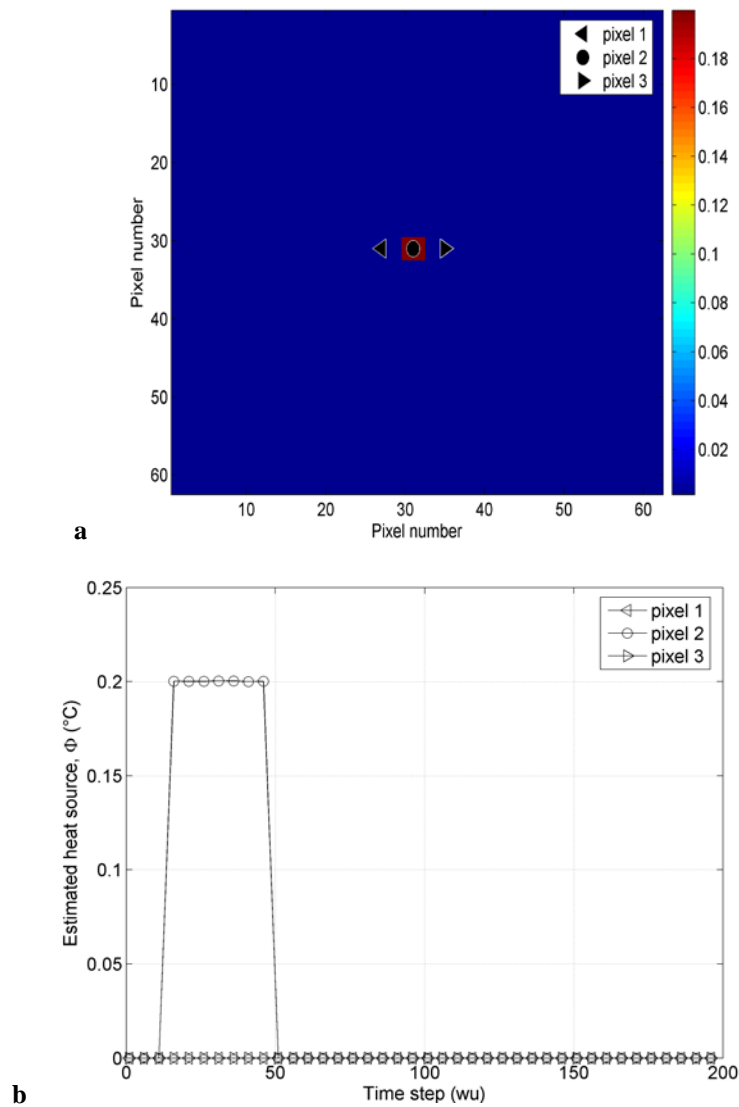 pixel 1
pixel 2
pixel 3
0.18
0.16
0.14
0.12
0.1
0.08
0.06
0.04
0.02
10
20
30
40
50
60
Pixel number
10
20
30
40
50
60
Pixel number
a
0.25
0.2
0.15
0.1
0.05
0
Estimated heat source, Φ (°C)
pixel 1
pixel 2
pixel 3
0
50
100
150
200
Time step (wu)
b